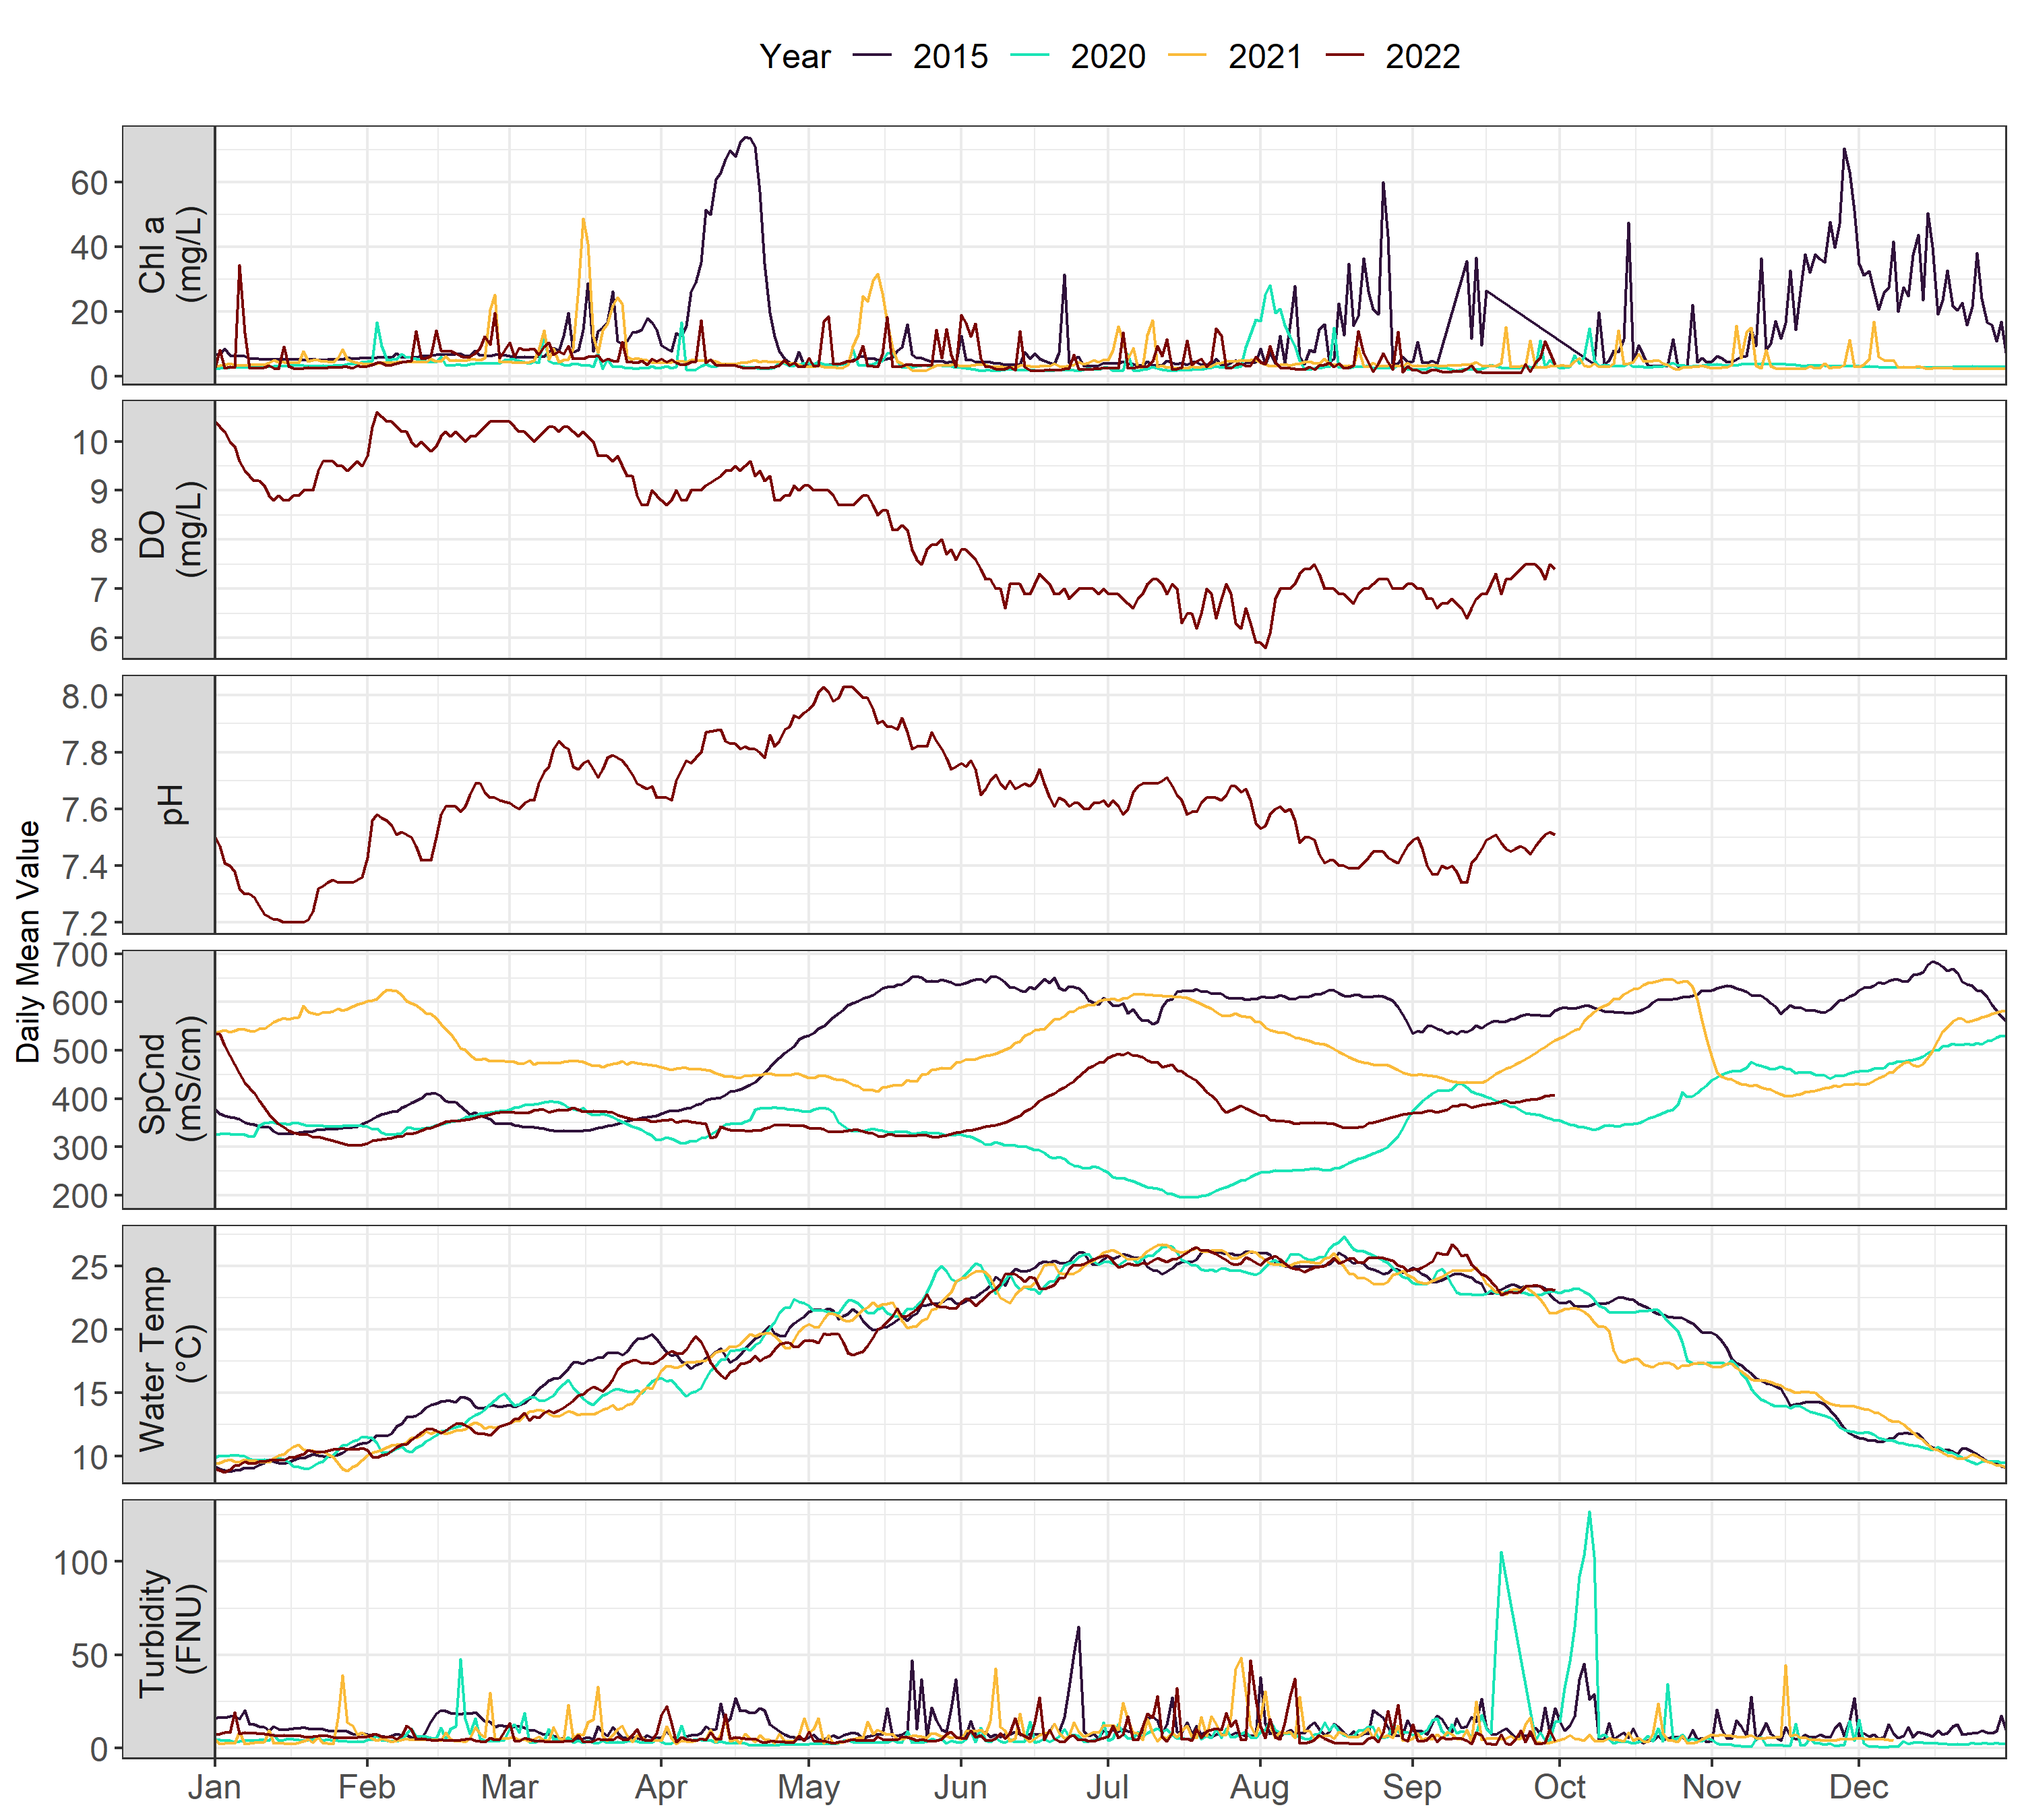 Year 2015 2020 2021 2022
Daily Mean Value
Chl a
(mg/L)
60
40
20
0
DO
(mg/L)
10
9
8
7
6
pH
8.0
7.8
7.6
7.4
7.2
SpCnd
(mS/cm)
700
600
500
400
300
200
Water Temp
(°C)
25
20
15
10
Turbidity
(FNU)
100
50
0
Jan Feb Mar Apr May Jun Jul Aug Sep Oct Nov Dec